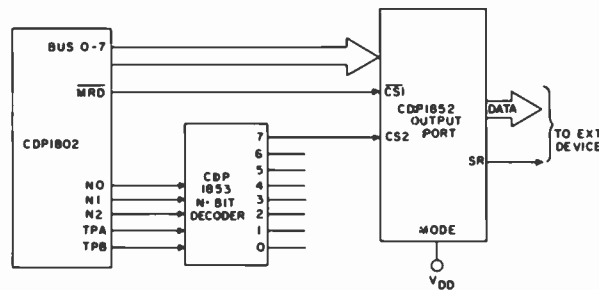 BUS 0-7
MRD
CDP1802
N0
N1
N2
TPA
TPB
CDP
1853
N-BIT
DECODER
7
6
5
4
3
2
1
0
CS1
CDP1852
OUTPUT
PORT
CS2
MODE
VDD
DATA
SR
TO EXT
DEVICE